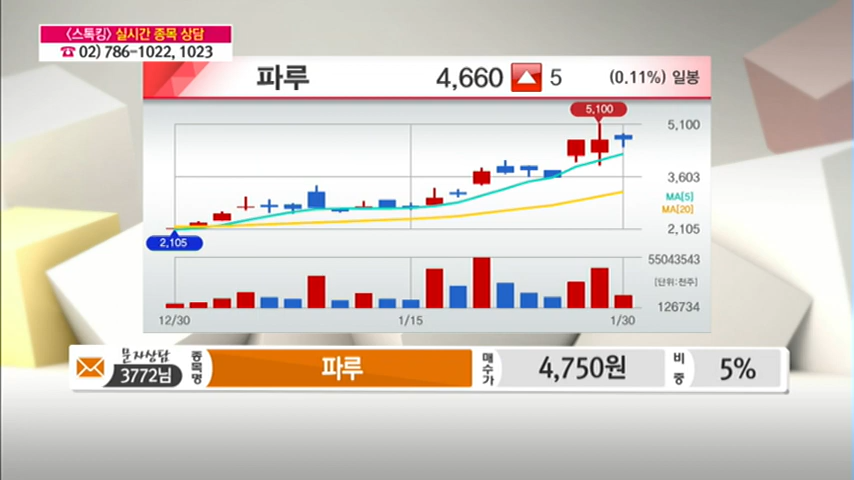 〈스톡킹〉 실시간 종목 상담
☎ 02) 786-1022, 1023
파루 4,660 ▲ 5 (0.11%) 일봉
5,100
5,100
3,603
MA[5]
MA[20]
2,105
2,105
55043543
[단위:천주]
126734
12/30 1/15 1/30
문자상담
3772님
종목명 파루 매수가 4,750원 비중 5%